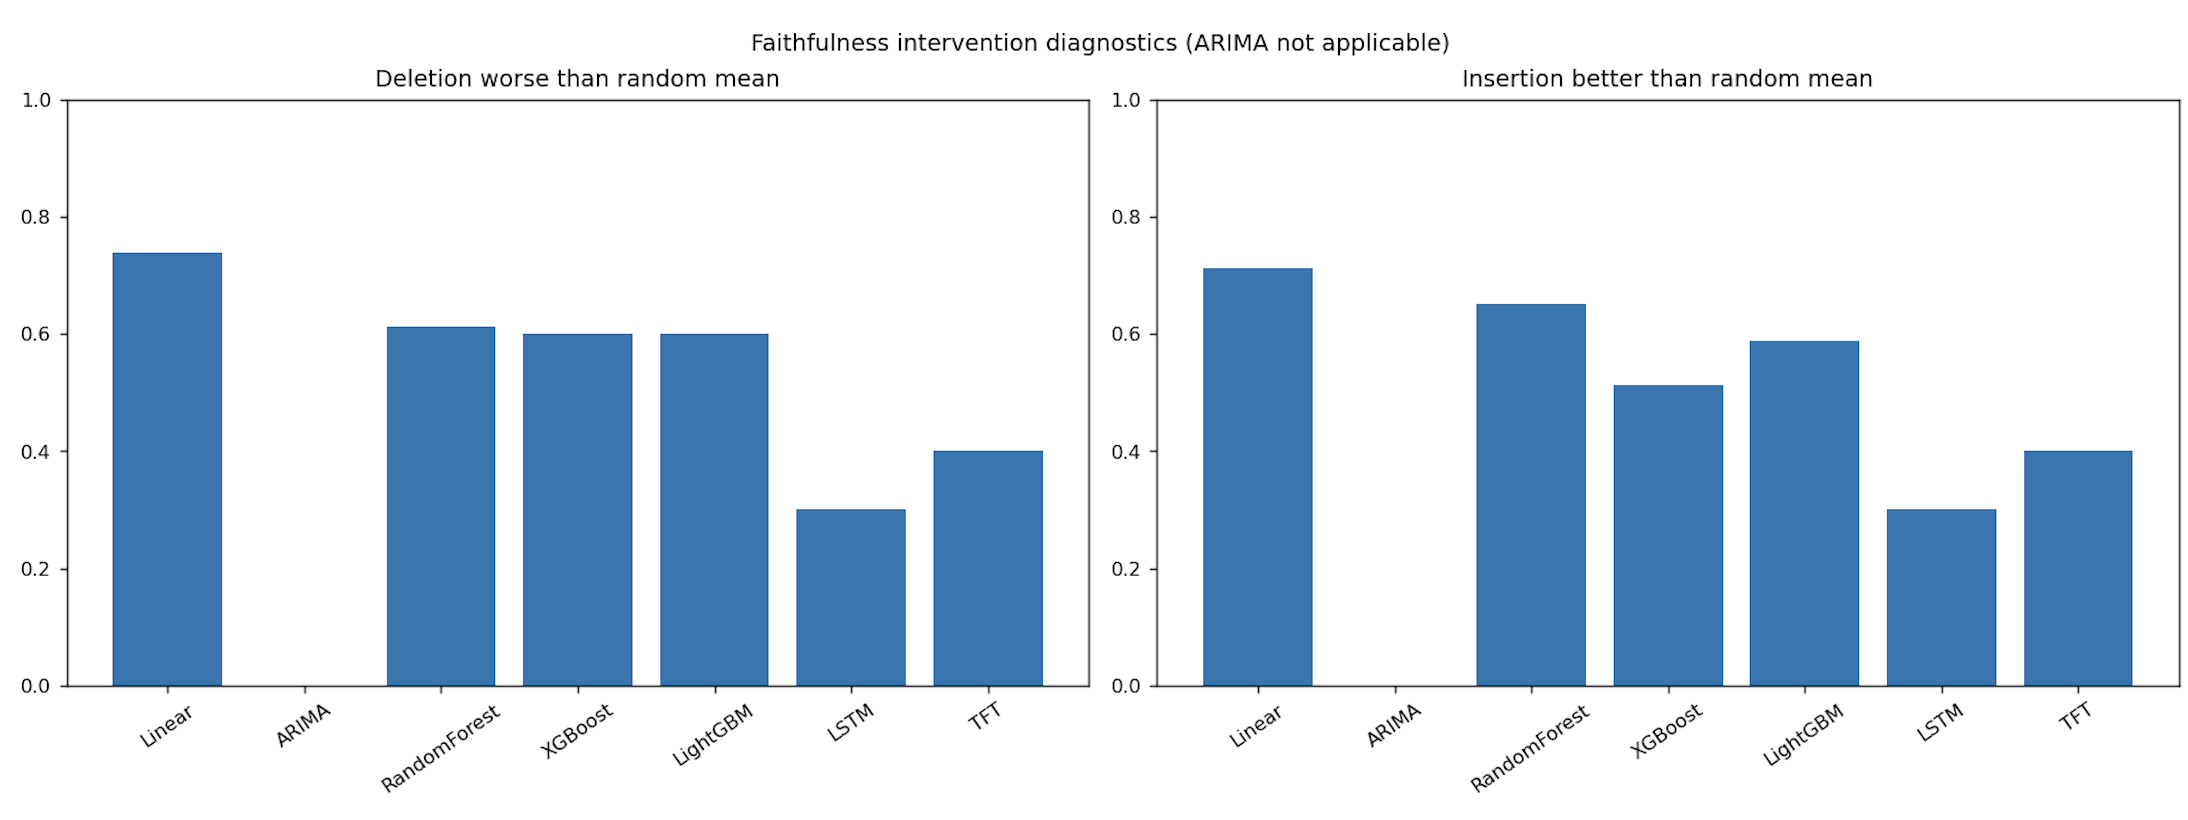 Faithfulness intervention diagnostics (ARIMA not applicable)
Deletion worse than random mean
1.0
0.8
0.6
0.4
0.2
0.0
Linear
ARIMA
RandomForest
XGBoost
LightGBM
LSTM
TFT
Insertion better than random mean
1.0
0.8
0.6
0.4
0.2
0.0
Linear
ARIMA
RandomForest
XGBoost
LightGBM
LSTM
TFT